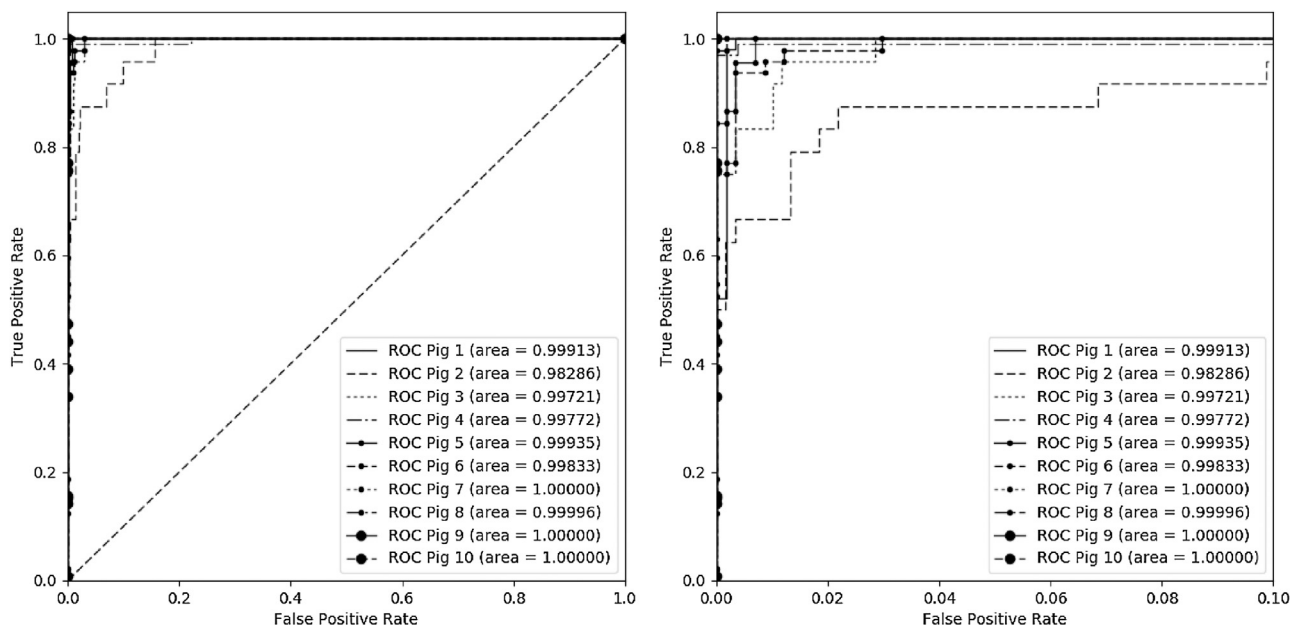 1.0
0.8
0.6
0.4
0.2
0.0
True Positive Rate
ROC Pig 1 (area = 0.99913)
ROC Pig 2 (area = 0.98286)
ROC Pig 3 (area = 0.99721)
ROC Pig 4 (area = 0.99772)
ROC Pig 5 (area = 0.99935)
ROC Pig 6 (area = 0.99833)
ROC Pig 7 (area = 1.00000)
ROC Pig 8 (area = 0.99996)
ROC Pig 9 (area = 1.00000)
ROC Pig 10 (area = 1.00000)
0.0 0.2 0.4 0.6 0.8 1.0
False Positive Rate
1.0
0.8
0.6
0.4
0.2
0.0
True Positive Rate
ROC Pig 1 (area = 0.99913)
ROC Pig 2 (area = 0.98286)
ROC Pig 3 (area = 0.99721)
ROC Pig 4 (area = 0.99772)
ROC Pig 5 (area = 0.99935)
ROC Pig 6 (area = 0.99833)
ROC Pig 7 (area = 1.00000)
ROC Pig 8 (area = 0.99996)
ROC Pig 9 (area = 1.00000)
ROC Pig 10 (area = 1.00000)
0.00 0.02 0.04 0.06 0.08 0.10
False Positive Rate